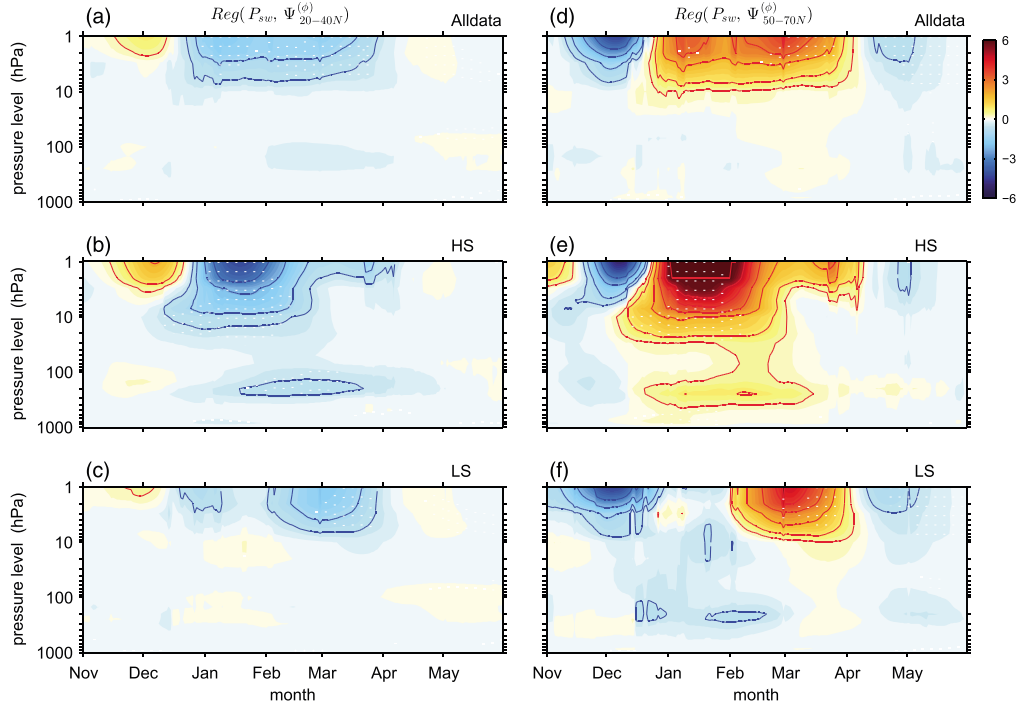 (a) Reg( P_sw, Ψ^(ϕ)_20−40N) Alldata
1
10
100
1000
pressure level (hPa)
(d) Reg( P_sw, Ψ^(ϕ)_50−70N) Alldata
6
3
0
−3
−6
(b) HS
1
10
100
1000
pressure level (hPa)
(e) HS
(c) LS
1
10
100
1000
pressure level (hPa)
Nov Dec Jan Feb Mar Apr May
month
(f) LS
Nov Dec Jan Feb Mar Apr May
month